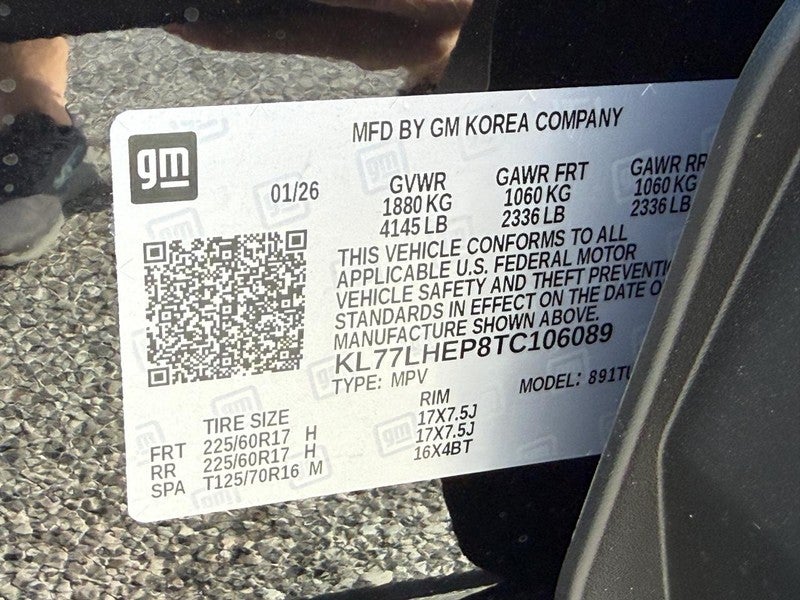 MFD BY GM KOREA COMPANY
gm
01/26
GVWR GAWR FRT GAWR RR
1880 KG 1060 KG 1060 KG
4145 LB 2336 LB 2336 LB
THIS VEHICLE CONFORMS TO ALL
APPLICABLE U.S. FEDERAL MOTOR
VEHICLE SAFETY AND THEFT PREVENTI
STANDARDS IN EFFECT ON THE DATE O
MANUFACTURE SHOWN ABOVE.
KL77LHEP8TC106089
TYPE: MPV MODEL: 891TU
TIRE SIZE RIM
FRT 225/60R17 H 17X7.5J
RR 225/60R17 H 17X7.5J
SPA T125/70R16 M 16X4BT